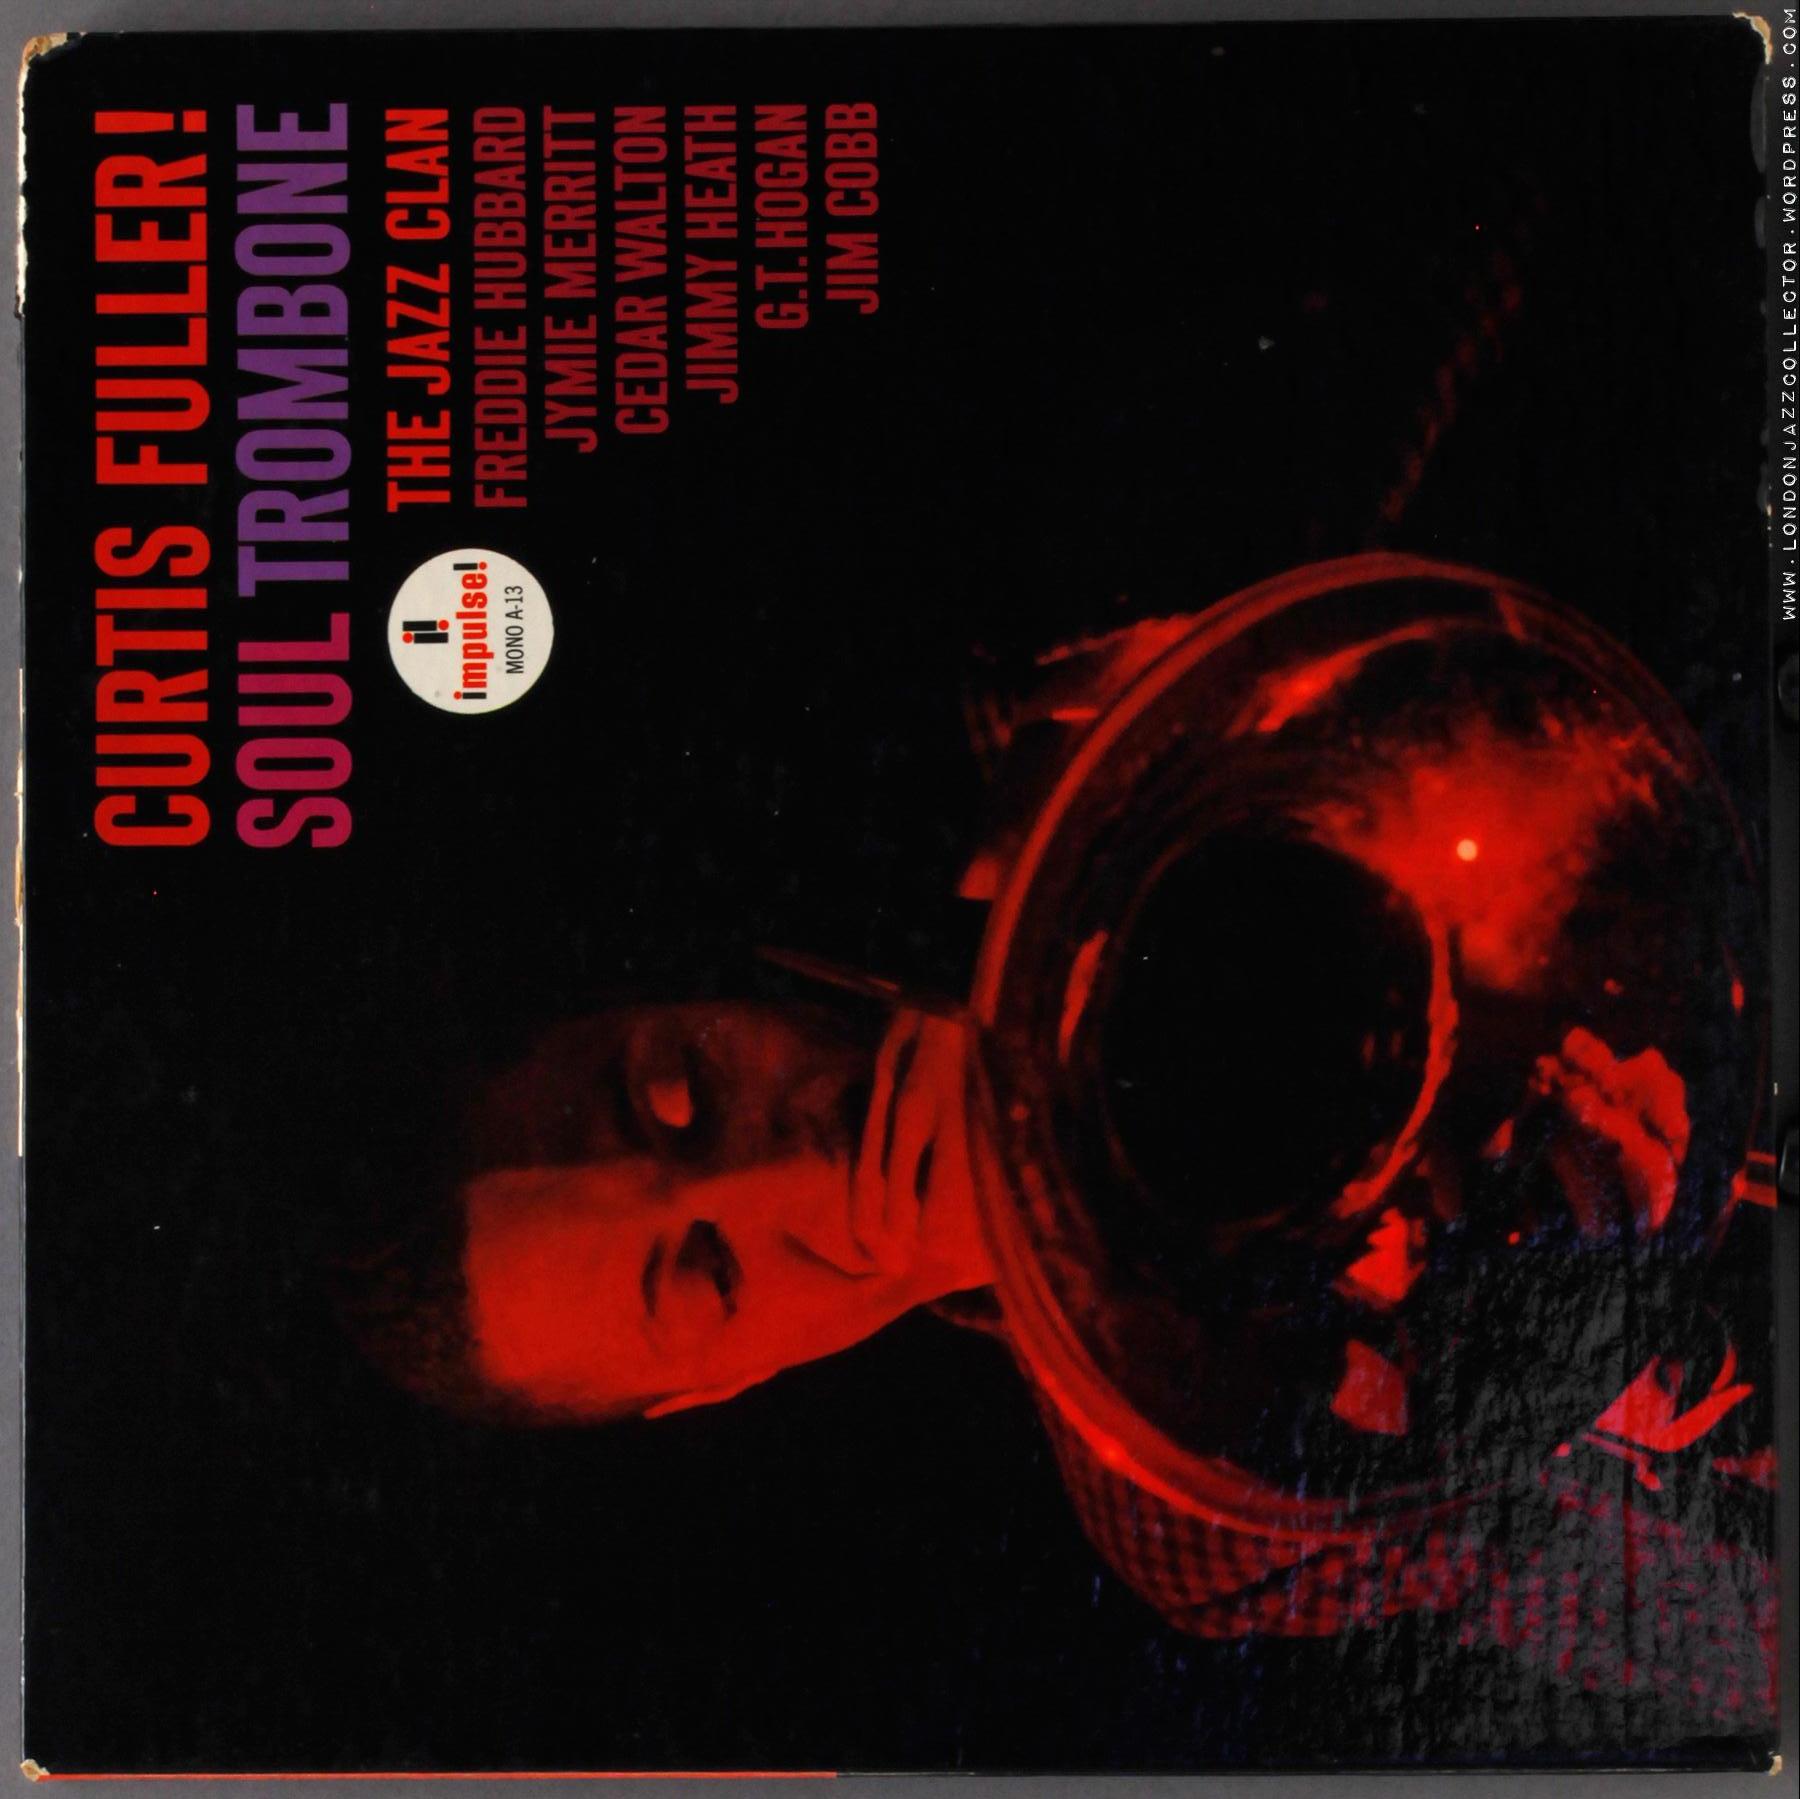 CURTIS FULLER!
SOUL TROMBONE
THE JAZZ CLAN
FREDDIE HUBBARD
JYMIE MERRITT
CEDAR WALTON
JIMMY HEATH
G.T. HOGAN
JIM COBB
impulse!
MONO A-13
WWW.LONDONJAZZCOLLECTOR.WORDPRESS.COM